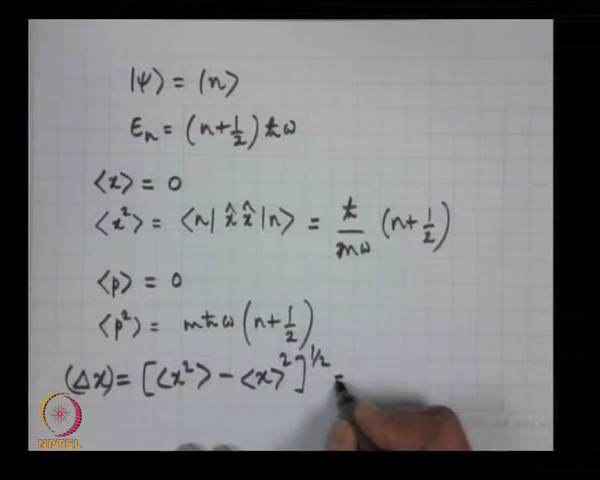 |ψ⟩ = |n⟩
Eₙ = (n+1/2) ℏω
⟨x⟩ = 0
⟨x²⟩ = ⟨n| x̂ x̂ |n⟩ = ℏ/mω (n+1/2)
⟨p⟩ = 0
⟨p²⟩ = mℏω (n+1/2)
(Δx) = [⟨x²⟩ - ⟨x⟩²]^1/2 =
NPTEL